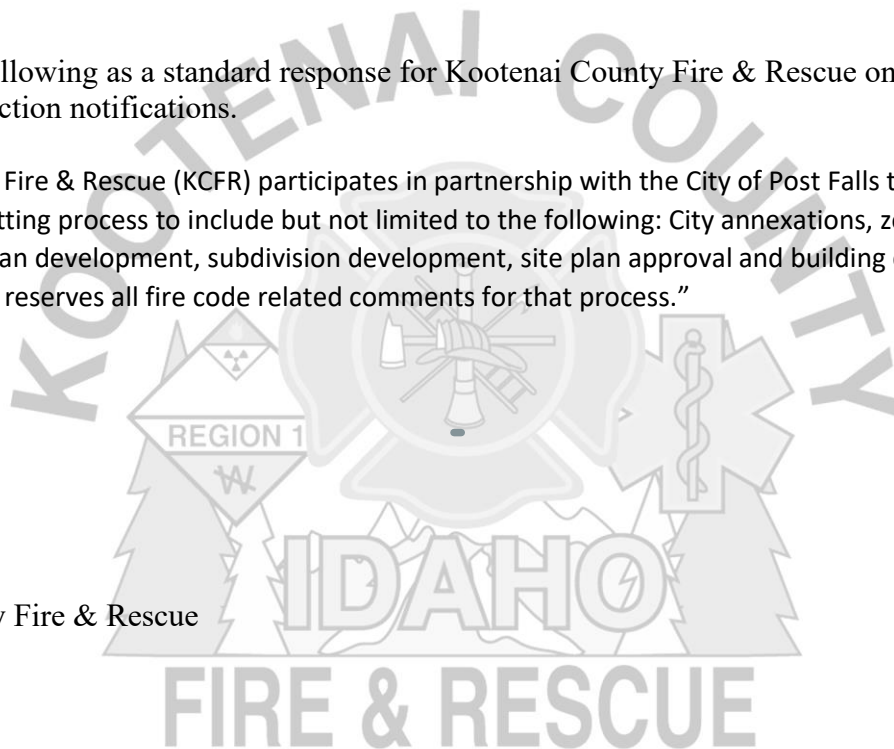 KOOTENAI COUNTY
llowing as a standard response for Kootenai County Fire & Rescue on
ction notifications.
Fire & Rescue (KCFR) participates in partnership with the City of Post Falls t
tting process to include but not limited to the following: City annexations, z
an development, subdivision development, site plan approval and building
reserves all fire code related comments for that process.”
REGION 1
W
IDAHO
y Fire & Rescue
FIRE & RESCUE